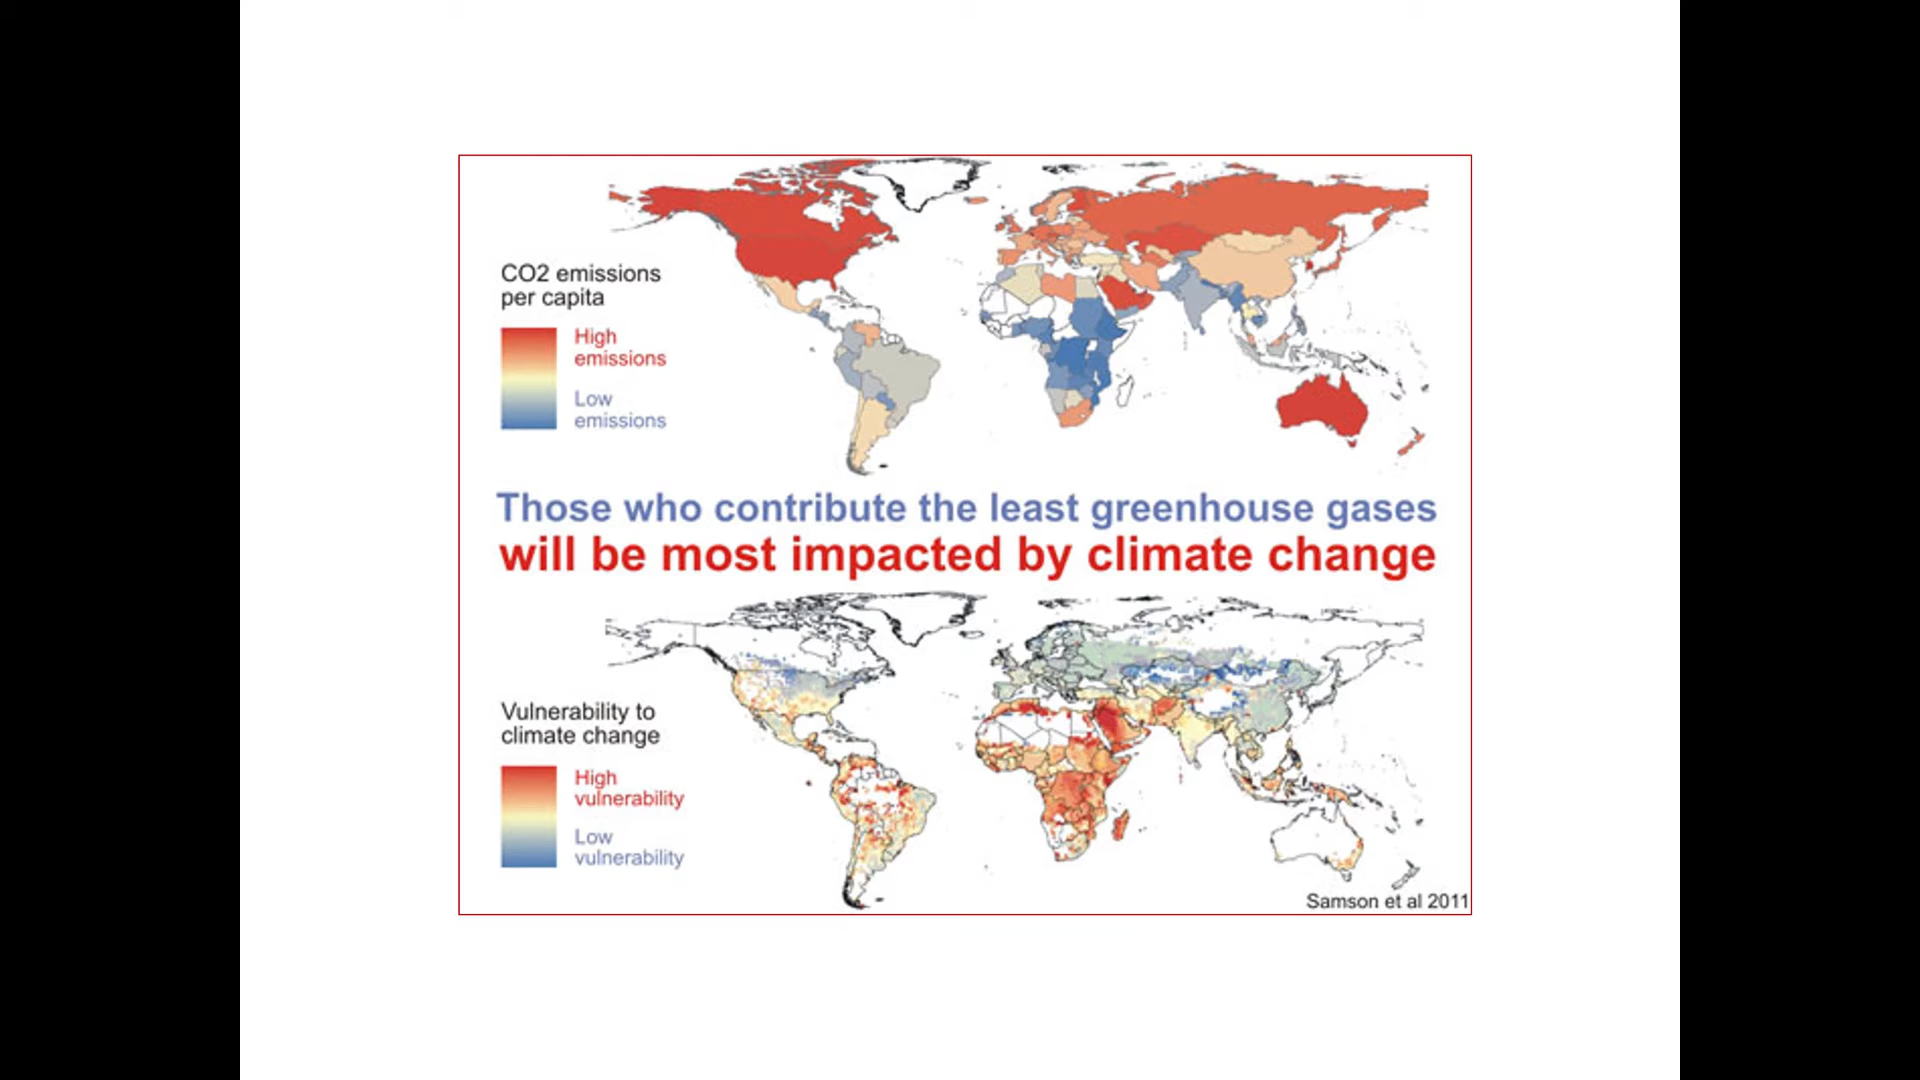 CO2 emissions
per capita
High
emissions
Low
emissions
Those who contribute the least greenhouse gases
will be most impacted by climate change
Vulnerability to
climate change
High
vulnerability
Low
vulnerability
Samson et al 2011